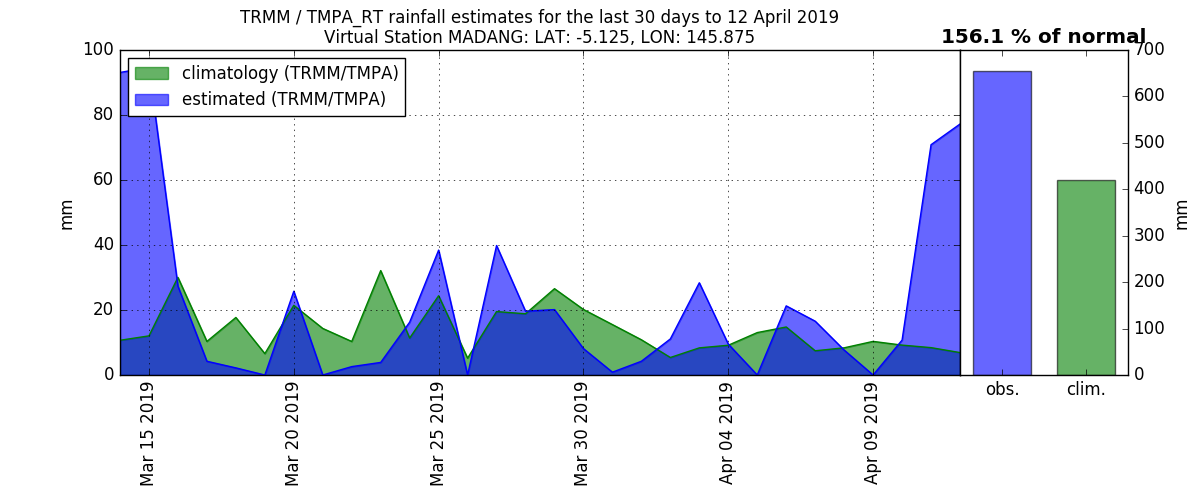 TRMM / TMPA_RT rainfall estimates for the last 30 days to 12 April 2019
Virtual Station MADANG: LAT: -5.125, LON: 145.875
156.1 % of normal
climatology (TRMM/TMPA)
estimated (TRMM/TMPA)
100
80
60
40
20
0
mm
Mar 15 2019
Mar 20 2019
Mar 25 2019
Mar 30 2019
Apr 04 2019
Apr 09 2019
700
600
500
400
300
200
100
0
mm
obs.
clim.